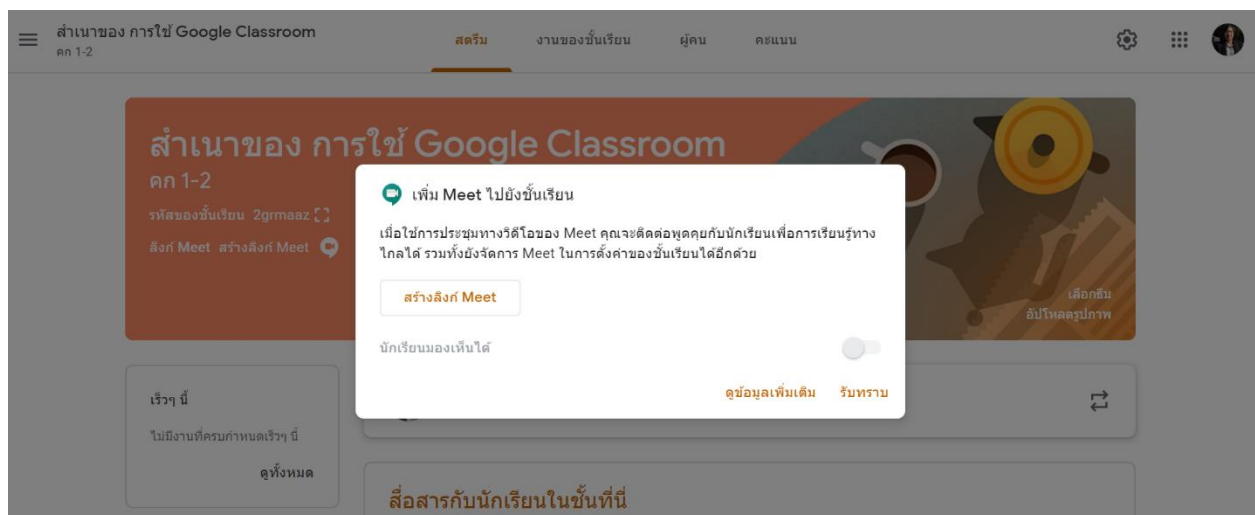 สำเนาของ การใช้ Google Classroom
คก 1-2
สตรีม
งานของชั้นเรียน
ผู้คน
คะแนน
สำเนาของ การใช้ Google Classroom
คก 1-2
รหัสของชั้นเรียน 2grmaaz
ลิงก์ Meet สร้างลิงก์ Meet
เลือกธีม
อัปโหลดรูปภาพ
เพิ่ม Meet ไปยังชั้นเรียน
เมื่อใช้การประชุมทางวิดีโอของ Meet คุณจะติดต่อพูดคุยกับนักเรียนเพื่อการเรียนรู้ทาง
ไกลได้ รวมทั้งยังจัดการ Meet ในการตั้งค่าของชั้นเรียนได้อีกด้วย
สร้างลิงก์ Meet
นักเรียนมองเห็นได้
ดูข้อมูลเพิ่มเติม รับทราบ
เร็วๆ นี้
ไม่มีงานที่ครบกำหนดเร็วๆ นี้
ดูทั้งหมด
สื่อสารกับนักเรียนในชั้นที่นี่